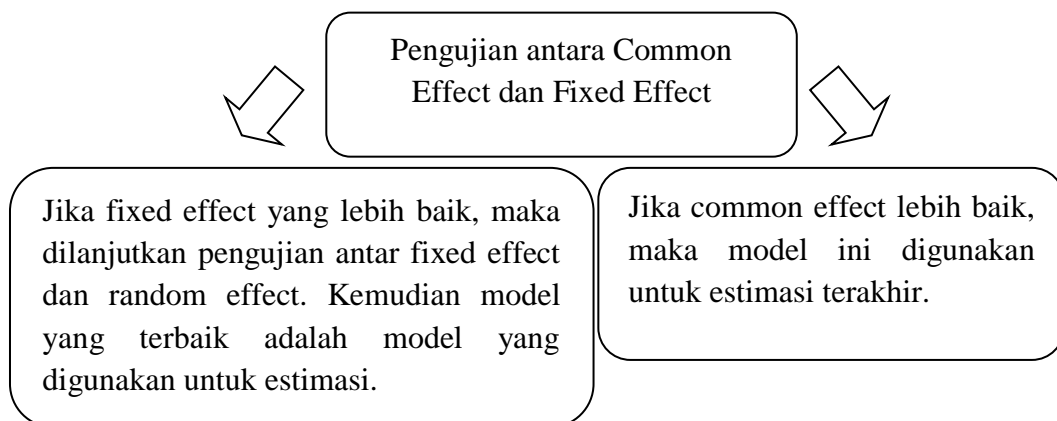 Pengujian antara Common
Effect dan Fixed Effect
Jika fixed effect yang lebih baik, maka
dilanjutkan pengujian antar fixed effect
dan random effect. Kemudian model
yang terbaik adalah model yang
digunakan untuk estimasi.
Jika common effect lebih baik,
maka model ini digunakan
untuk estimasi terakhir.